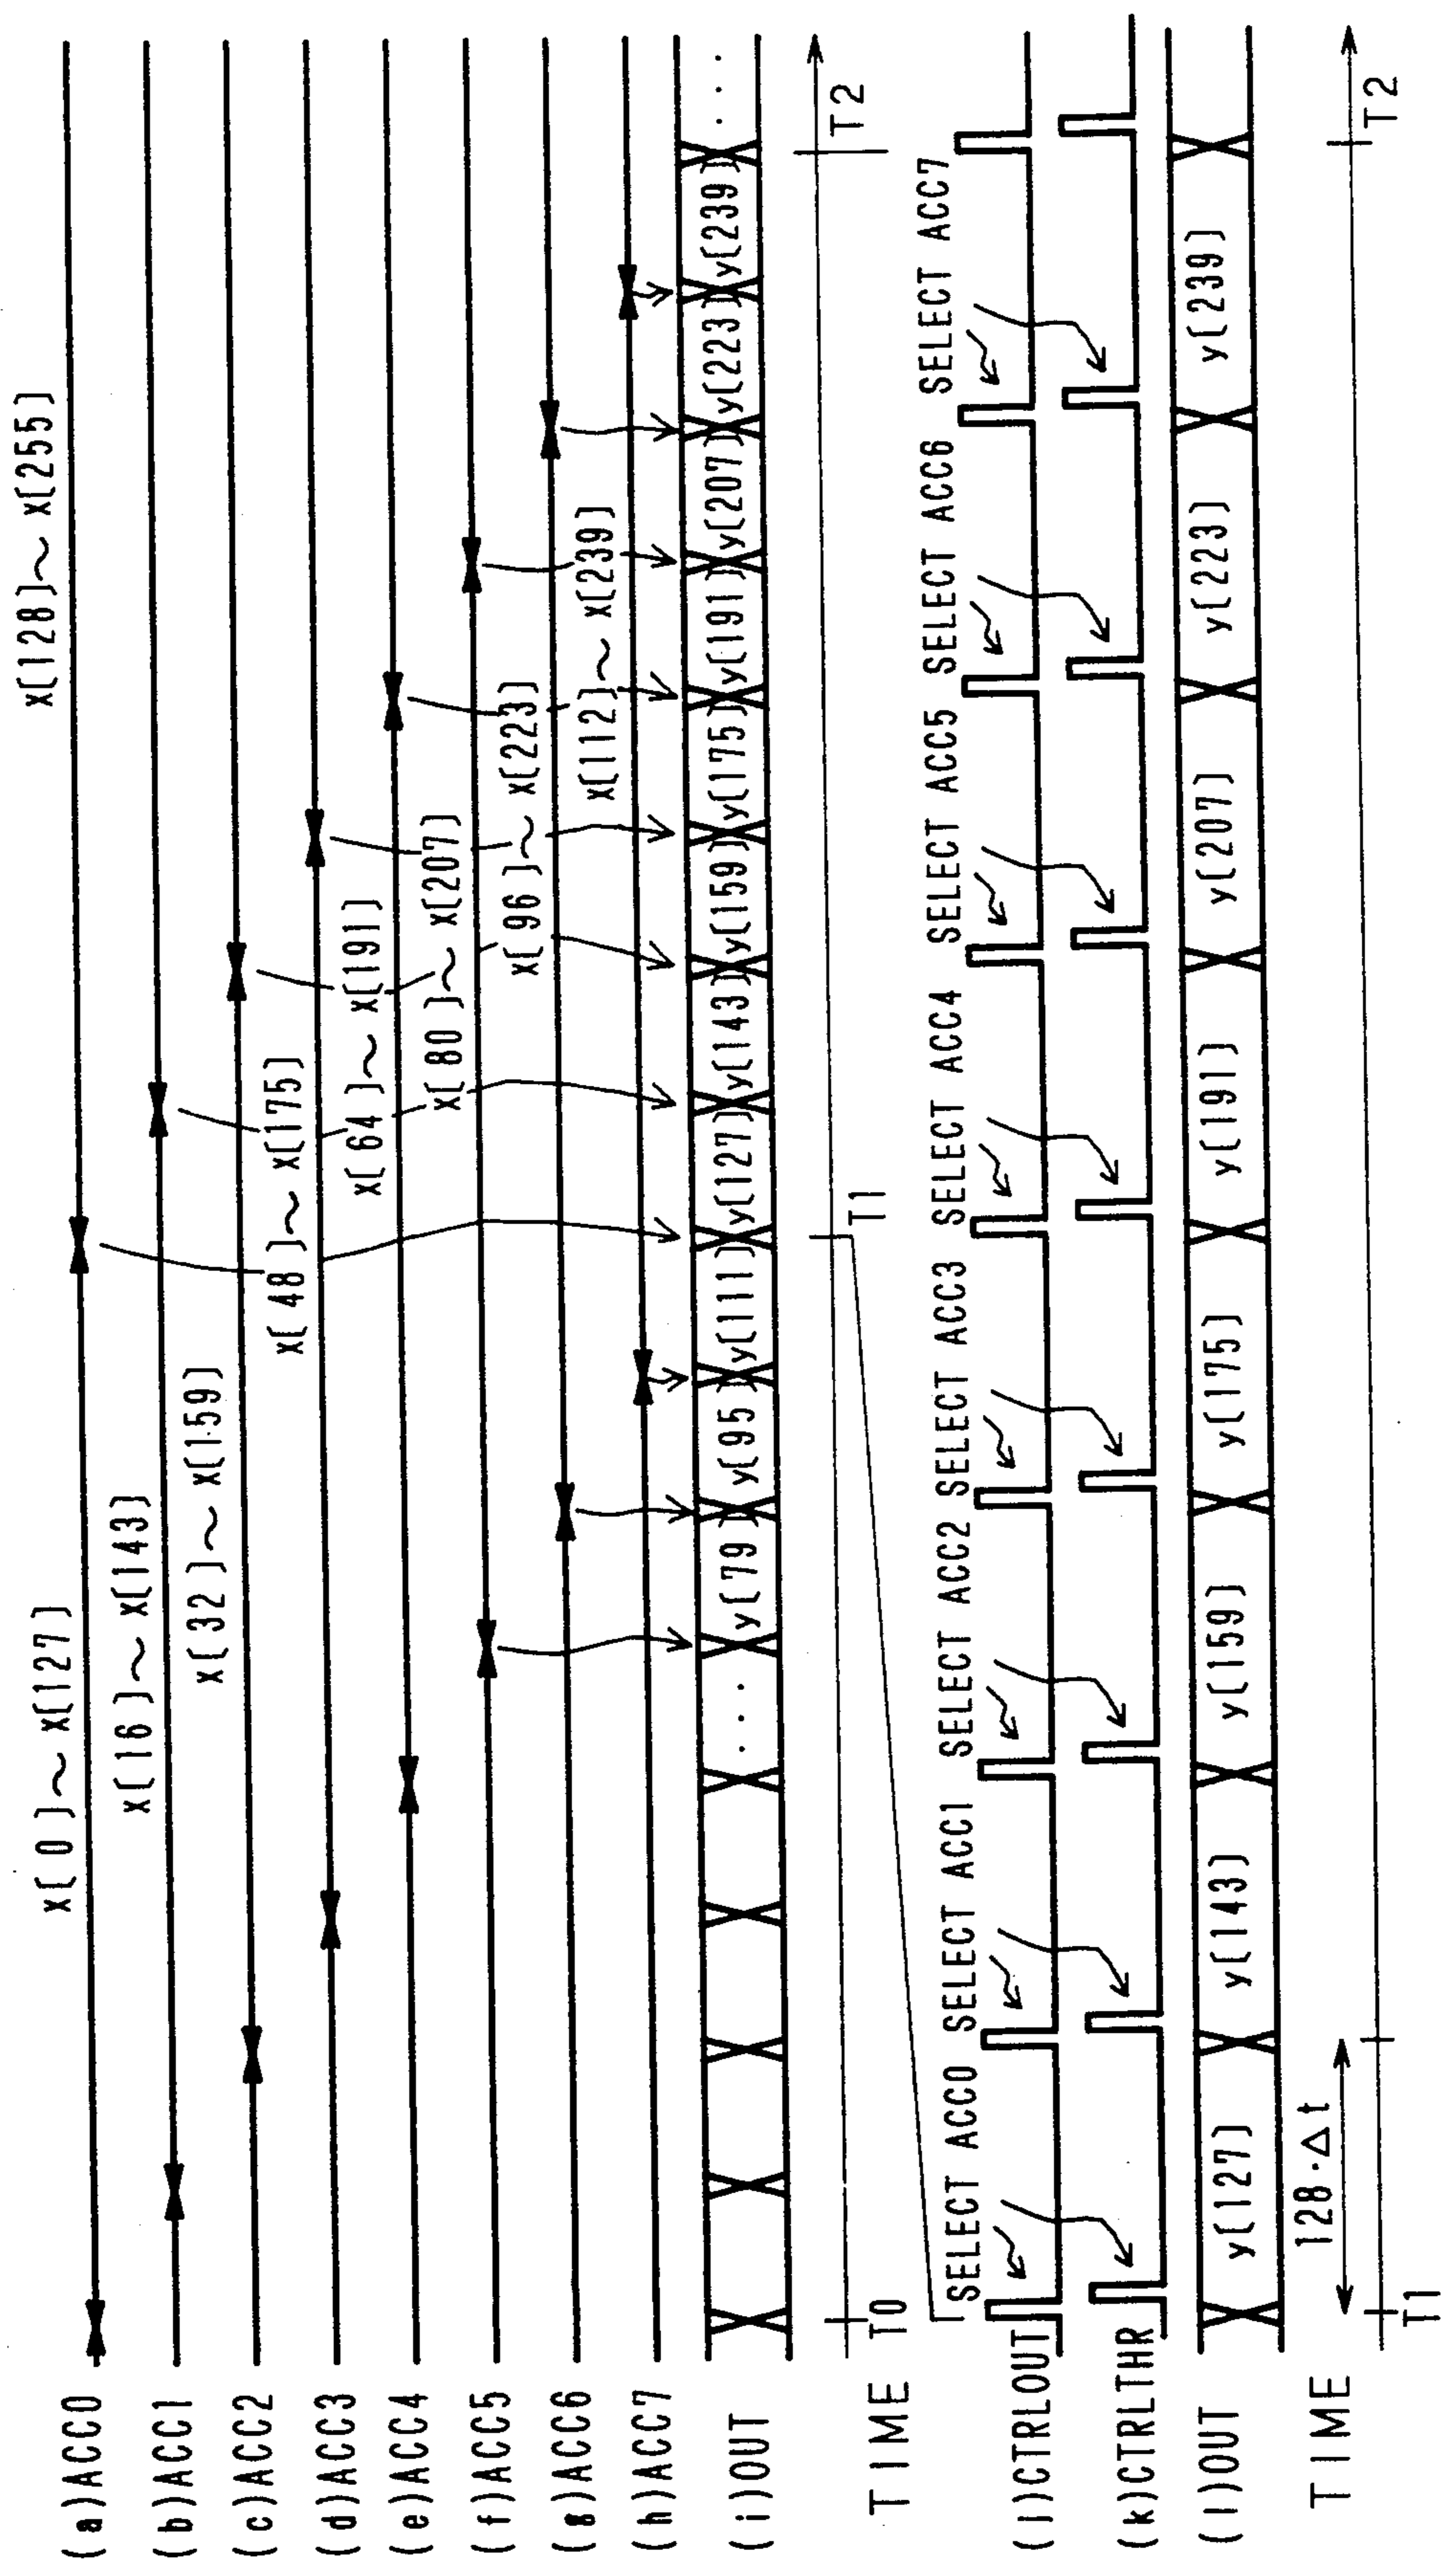 (a)ACC0
x[ 0 ]~ x[127]
x[128]~ x[255]
(b)ACC1
x[16 ]~ x[143]
(c)ACC2
x[32 ]~ x[159]
(d)ACC3
x[ 48 ]~ x[175]
(e)ACC4
x[ 64 ]~ x[191]
(f)ACC5
x[ 80 ]~ x[207]
(g)ACC6
x[ 96 ]~ x[223]
(h)ACC7
x[112]~ x[239]
(i)OUT
. . . y[79 ] y[95 ] y[111] y[127] y[143] y[159] y[175] y[191] y[207] y[223] y[239] . . .
TIME T0 T1 T2
SELECT ACC0 SELECT ACC1 SELECT ACC2 SELECT ACC3 SELECT ACC4 SELECT ACC5 SELECT ACC6 SELECT ACC7
(j)CTRLOUT
(k)CTRLTHR
(l)OUT
y[127] y[143] y[159] y[175] y[191] y[207] y[223] y[239]
128·Δt
TIME T1 T2